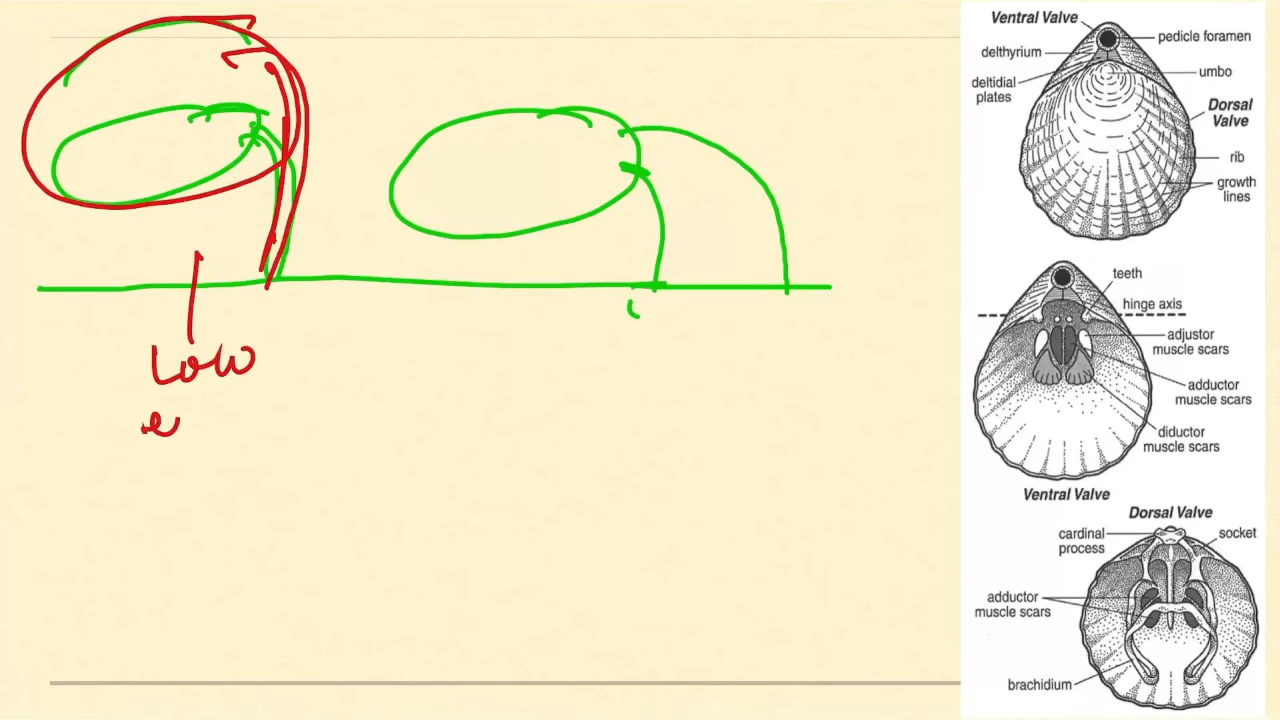 Low
e
Ventral Valve
pedicle foramen
delthyrium
umbo
deltidial
plates
Dorsal
Valve
rib
growth
lines
teeth
hinge axis
adjustor
muscle scars
adductor
muscle scars
diductor
muscle scars
Ventral Valve
Dorsal Valve
cardinal
process
socket
adductor
muscle scars
brachidium